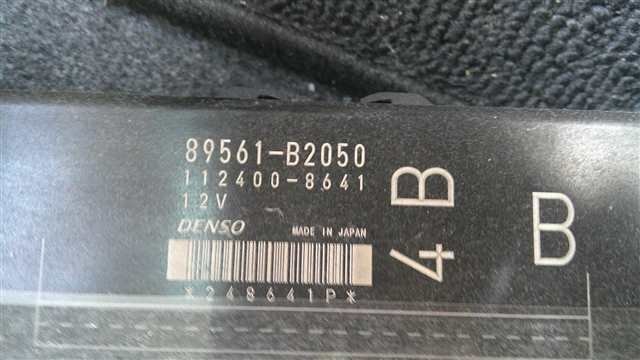 89561-B2050
112400-8641
12V
DENSO MADE IN JAPAN
*248641P*
4B
B